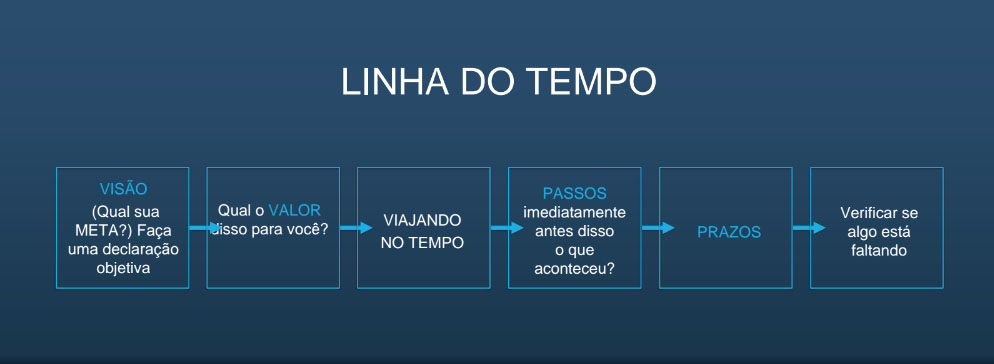 LINHA DO TEMPO
VISÃO
(Qual sua
META?) Faça
uma declaração
objetiva
Qual o VALOR
disso para você?
VIAJANDO
NO TEMPO
PASSOS
imediatamente
antes disso
o que
aconteceu?
PRAZOS
Verificar se
algo está
faltando